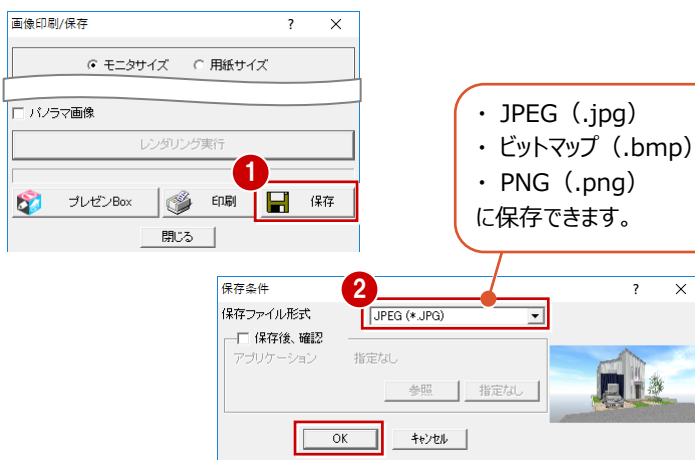 画像印刷/保存 ? ×
モニタサイズ 用紙サイズ
パノラマ画像
レンダリング実行
1
プレゼンBox 印刷 保存
閉じる
・ JPEG（.jpg）
・ ビットマップ（.bmp）
・ PNG（.png）
に保存できます。
2
保存条件 ? ×
保存ファイル形式 JPEG (*.JPG)
保存後、確認
アプリケーション 指定なし
参照 指定なし
OK キャンセル